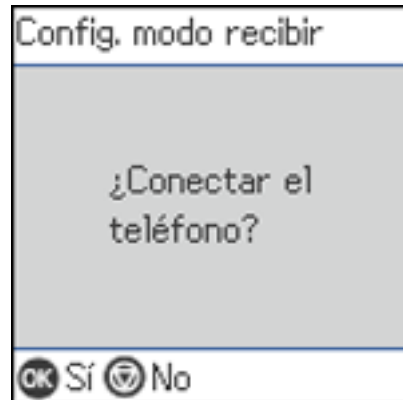 Config. modo recibir
¿Conectar el
teléfono?
OK Sí No